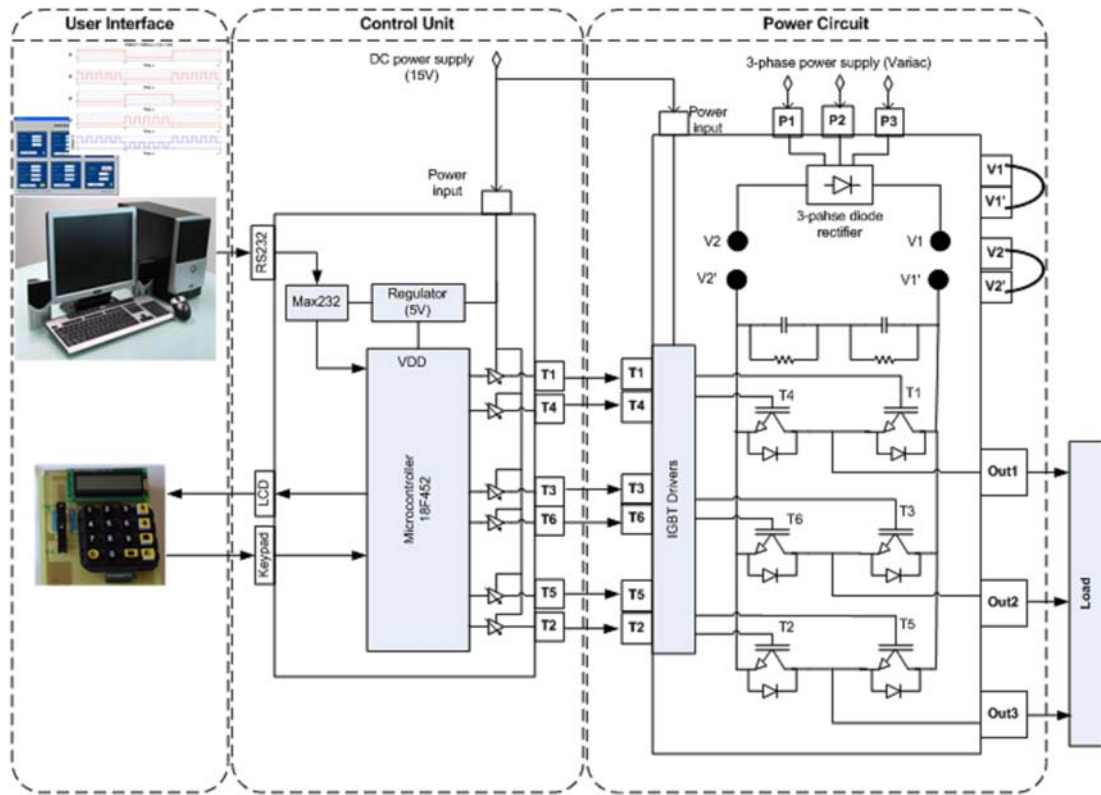 User Interface
Control Unit
Power Circuit
DC power supply
(15V)
3-phase power supply (Variac)
Power
input
P1
P2
P3
Power
input
V1
V1'
3-pahse diode
rectifier
V2
V1
V2
V2'
V2'
V1'
RS232
Max232
Regulator
(5V)
VDD
Microcontroller
18F452
LCD
Keypad
T1
T4
T3
T6
T5
T2
T1
T4
T3
T6
T5
T2
IGBT Drivers
T4
T1
T6
T3
T2
T5
Out1
Out2
Out3
Load